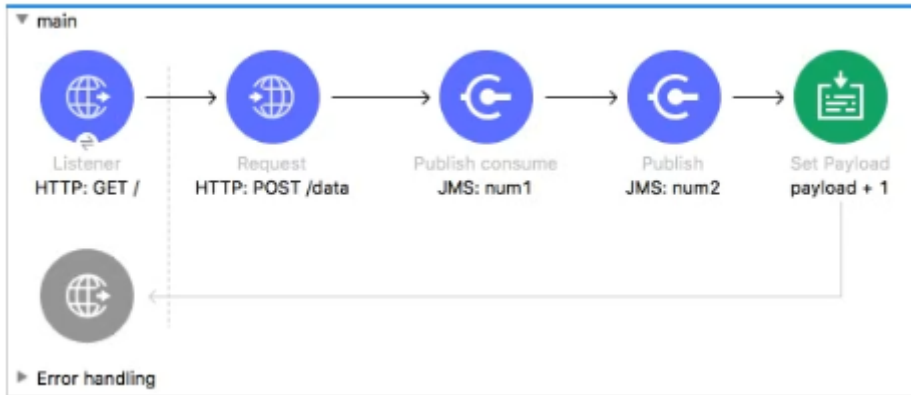 main
Listener
HTTP: GET /
Request
HTTP: POST /data
Publish consume
JMS: num1
Publish
JMS: num2
Set Payload
payload + 1
Error handling